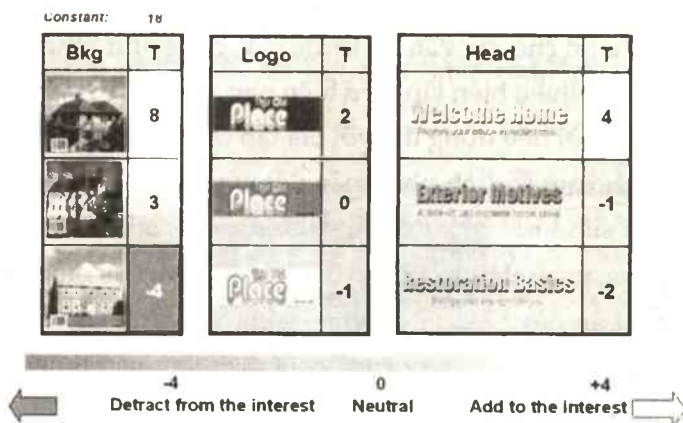 Constant: 18
Bkg T Logo T Head T
8 Place 2 Welcome Home 4
3 Place 0 Exterior Motives -1
-4 Place -1 Restoration Basics -2
-4 0 +4
Detract from the interest Neutral Add to the interest